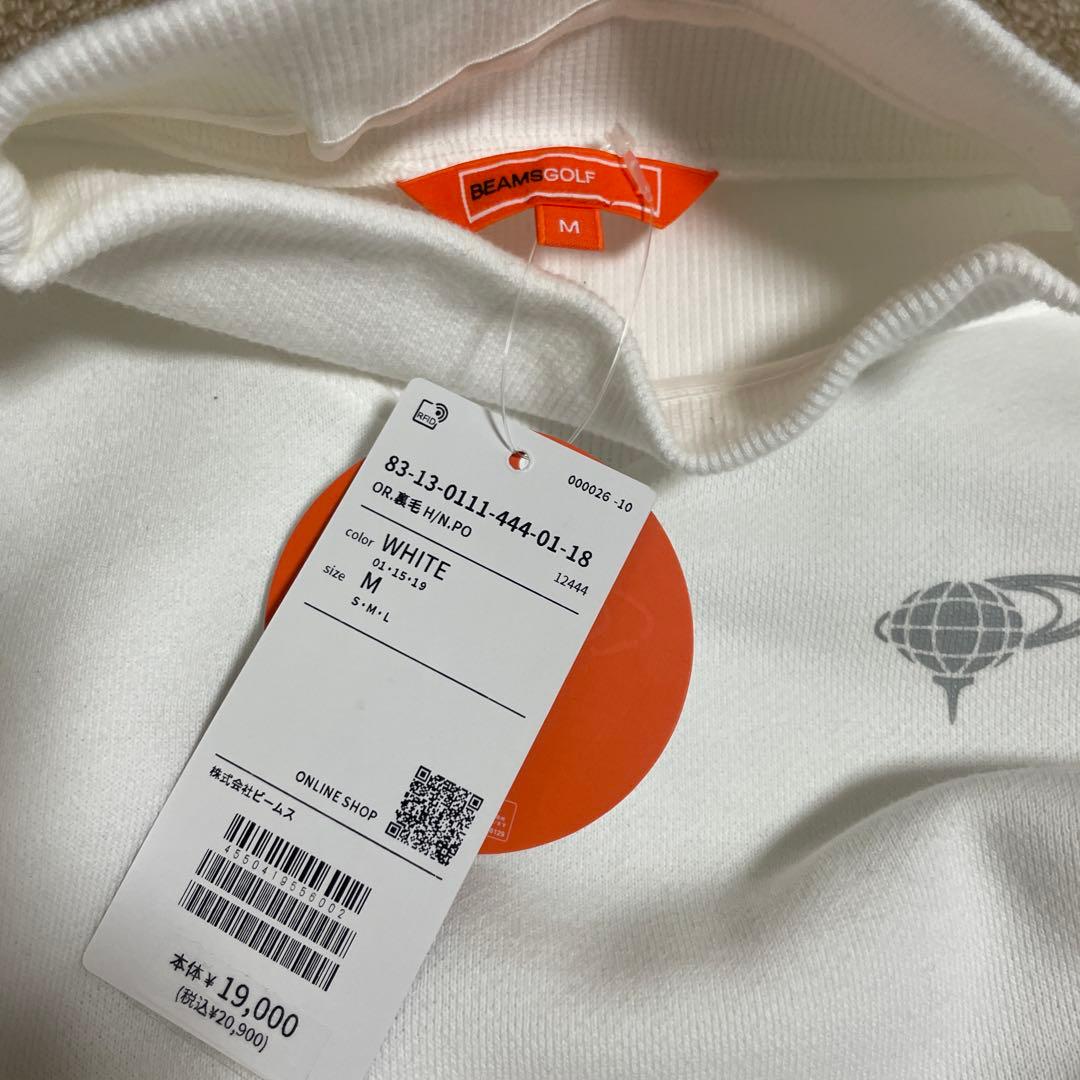 BEAMSGOLF
M
RFID
000026 -10
83-13-0111-444-01-18
OR.裏毛 H/N.PO
12444
color WHITE
01・15・19
size M
S・M・L
ONLINE SHOP
株式会社ビームス
4550419656002
本体¥ 19,000
(税込¥20,900)